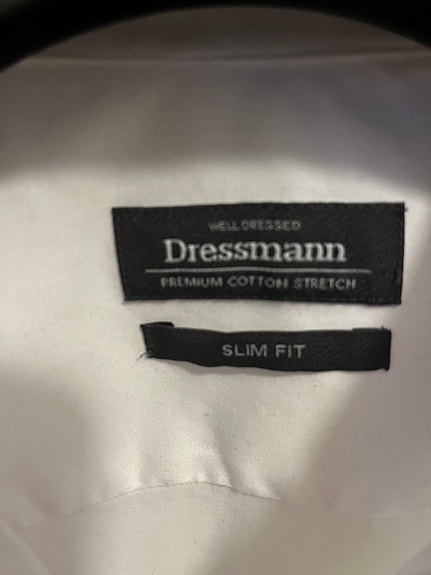 WELL DRESSED
Dressmann
PREMIUM COTTON STRETCH
SLIM FIT